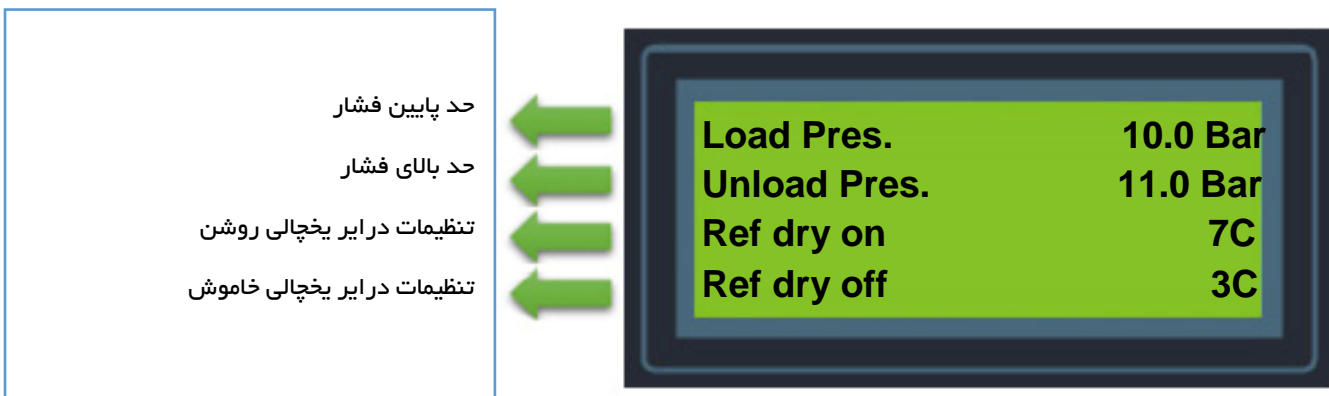 حد پایین فشار
حد بالای فشار
تنظیمات درایر یخچالی روشن
تنظیمات درایر یخچالی خاموش
Load Pres. 10.0 Bar
Unload Pres. 11.0 Bar
Ref dry on 7C
Ref dry off 3C